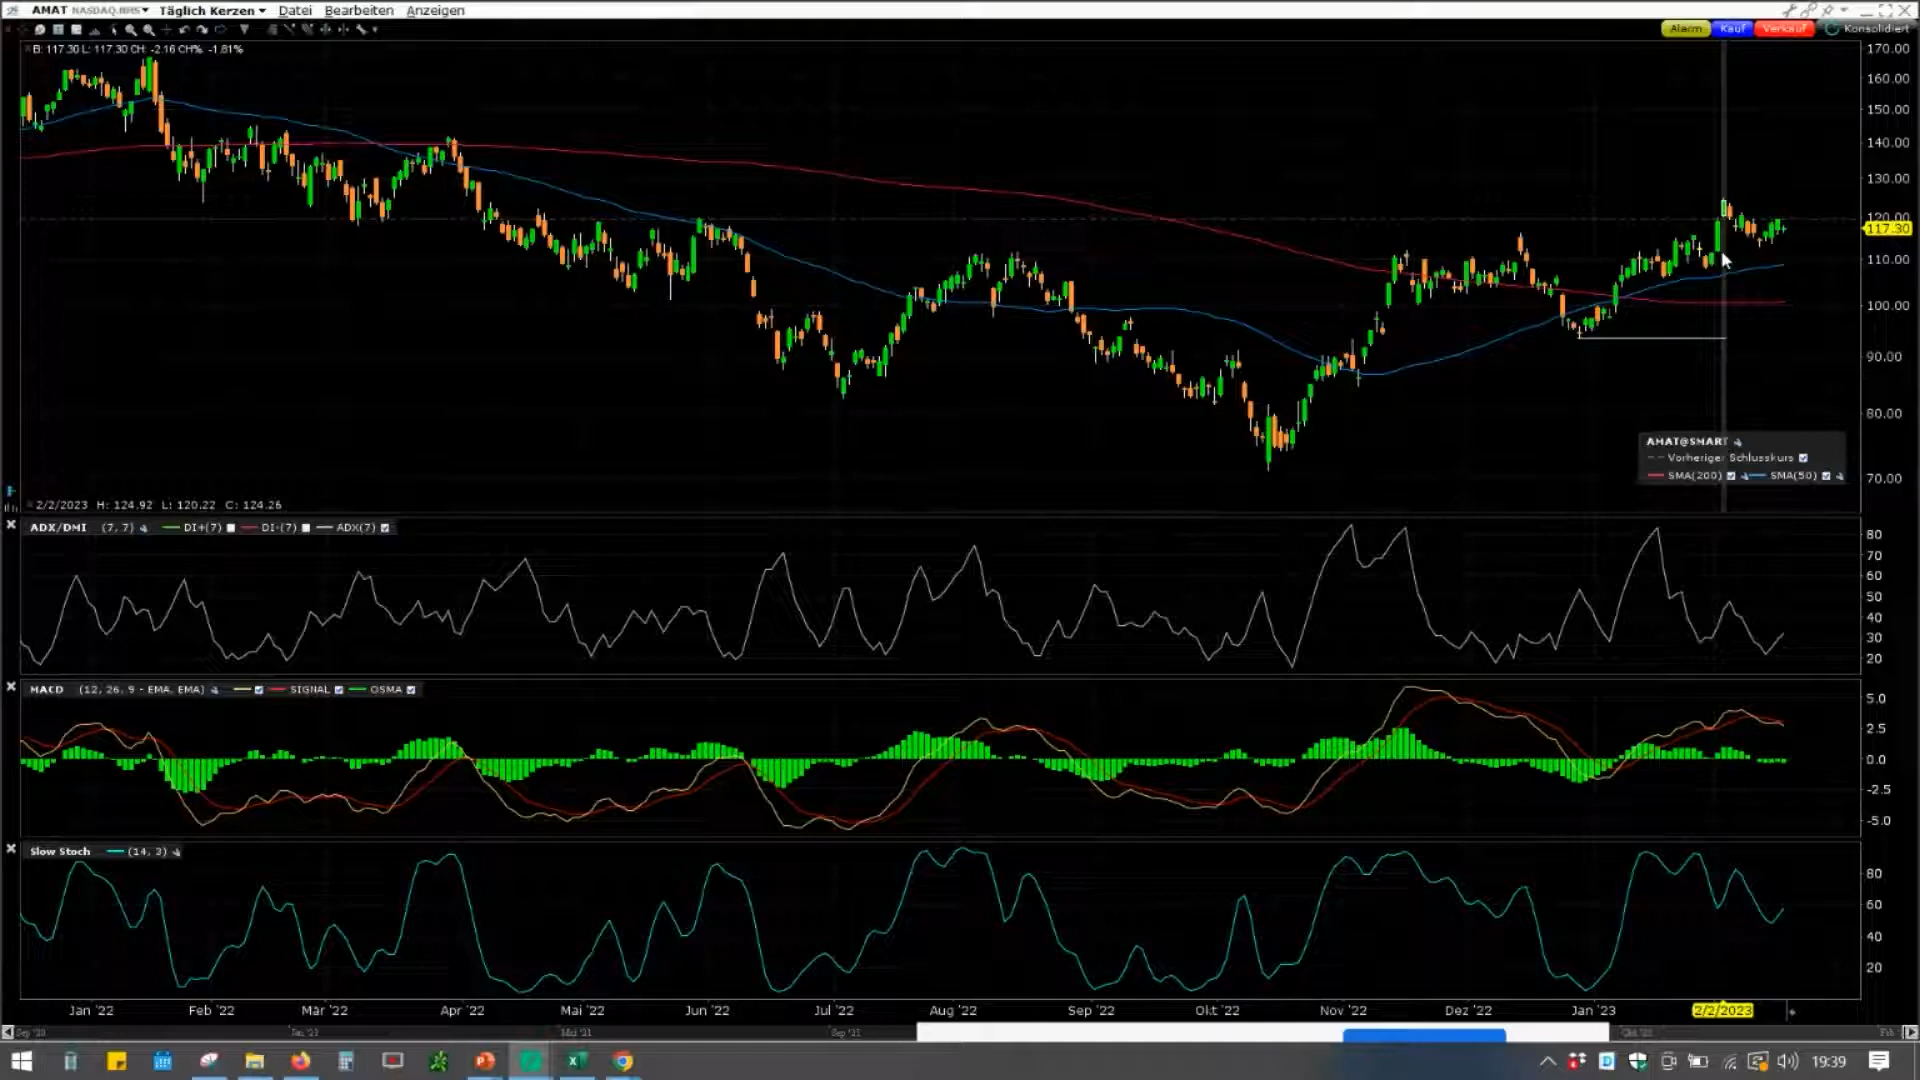 AMAT NASDAQ.NMS Täglich Kerzen Datei Bearbeiten Anzeigen
Alarm Kauf Verkauf Konsolidiert
B: 117.30 L: 117.30 CH: -2.16 CH% -1.81%
170.00
160.00
150.00
140.00
130.00
120.00
117.30
110.00
100.00
90.00
80.00
70.00
AMAT@SMART
Vorheriger Schlusskurs
SMA(200) SMA(50)
2/2/2023 H: 124.92 L: 120.22 C: 124.26
ADX/DMI (7, 7) DI+(7) DI-(7) ADX(7)
80
70
60
50
40
30
20
MACD (12, 26, 9 - EMA, EMA) SIGNAL OSMA
5.0
2.5
0.0
-2.5
-5.0
Slow Stoch (14, 3)
80
60
40
20
Jan '22 Feb '22 Mär '22 Apr '22 Mai '22 Jun '22 Jul '22 Aug '22 Sep '22 Okt '22 Nov '22 Dez '22 Jan '23 2/2/2023
19:39